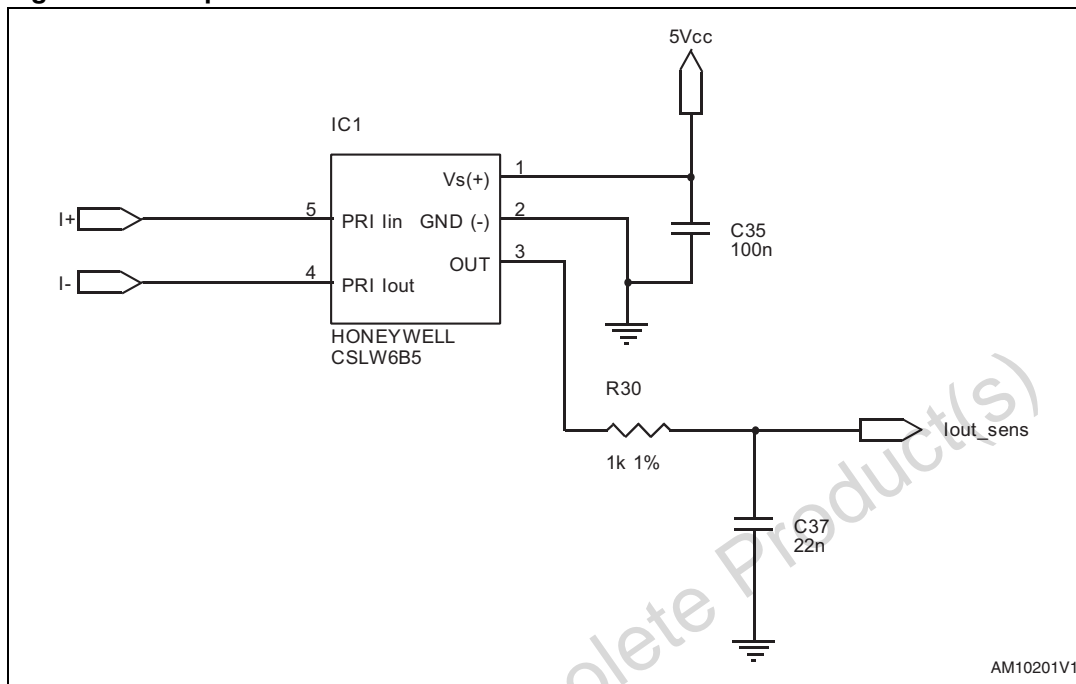 5Vcc
IC1
Vs(+)
1
I+
5
PRI Iin
GND (-)
2
C35
100n
OUT
3
I-
4
PRI Iout
HONEYWELL
CSLW6B5
R30
1k 1%
Iout_sens
C37
22n
olete Product(s)
AM10201V1